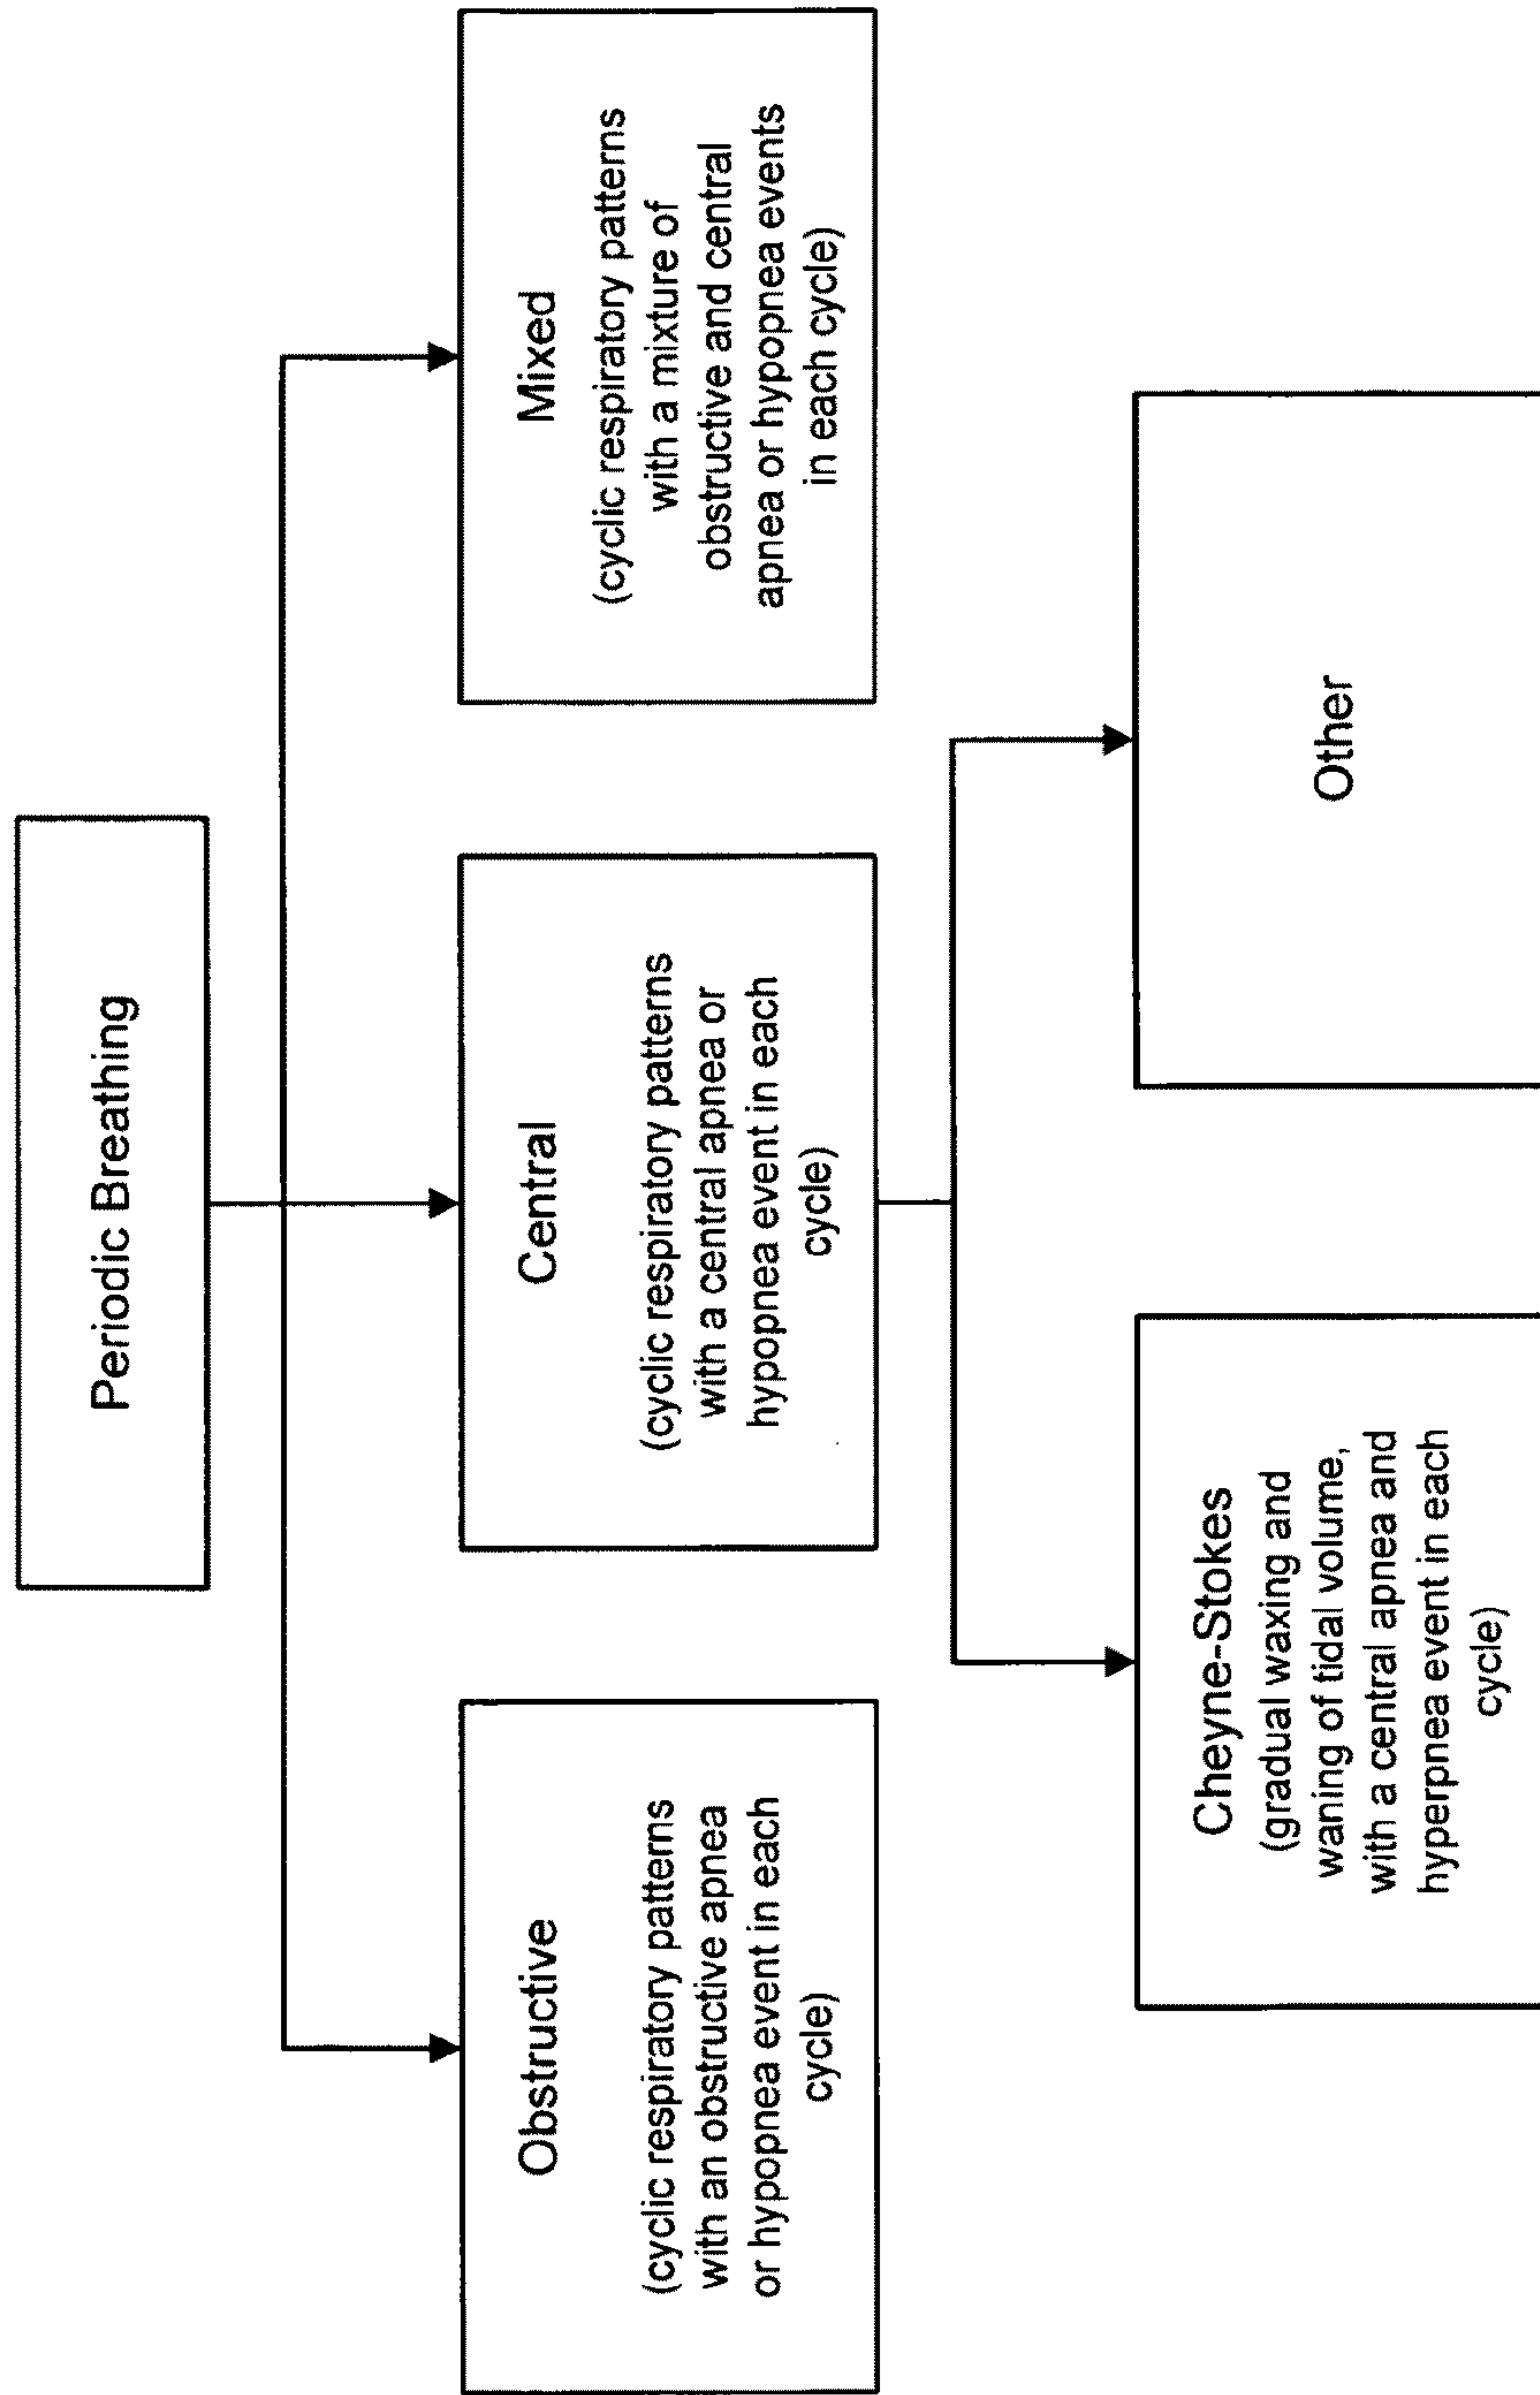 Periodic Breathing
Obstructive
(cyclic respiratory patterns
with an obstructive apnea
or hypopnea event in each
cycle)
Central
(cyclic respiratory patterns
with a central apnea or
hypopnea event in each
cycle)
Mixed
(cyclic respiratory patterns
with a mixture of
obstructive and central
apnea or hypopnea events
in each cycle)
Cheyne-Stokes
(gradual waxing and
waning of tidal volume,
with a central apnea and
hyperpnea event in each
cycle)
Other